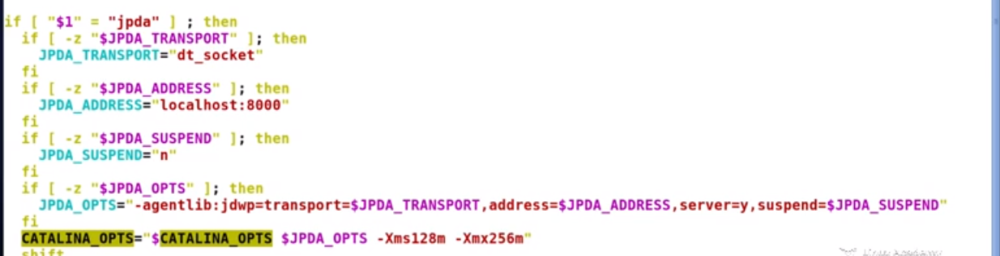 if [ "$1" = "jpda" ] ; then
  if [ -z "$JPDA_TRANSPORT" ]; then
    JPDA_TRANSPORT="dt_socket"
  fi
  if [ -z "$JPDA_ADDRESS" ]; then
    JPDA_ADDRESS="localhost:8000"
  fi
  if [ -z "$JPDA_SUSPEND" ]; then
    JPDA_SUSPEND="n"
  fi
  if [ -z "$JPDA_OPTS" ]; then
    JPDA_OPTS="-agentlib:jdwp=transport=$JPDA_TRANSPORT,address=$JPDA_ADDRESS,server=y,suspend=$JPDA_SUSPEND"
  fi
  CATALINA_OPTS="$CATALINA_OPTS $JPDA_OPTS -Xms128m -Xmx256m"
  shift
Linux Academy